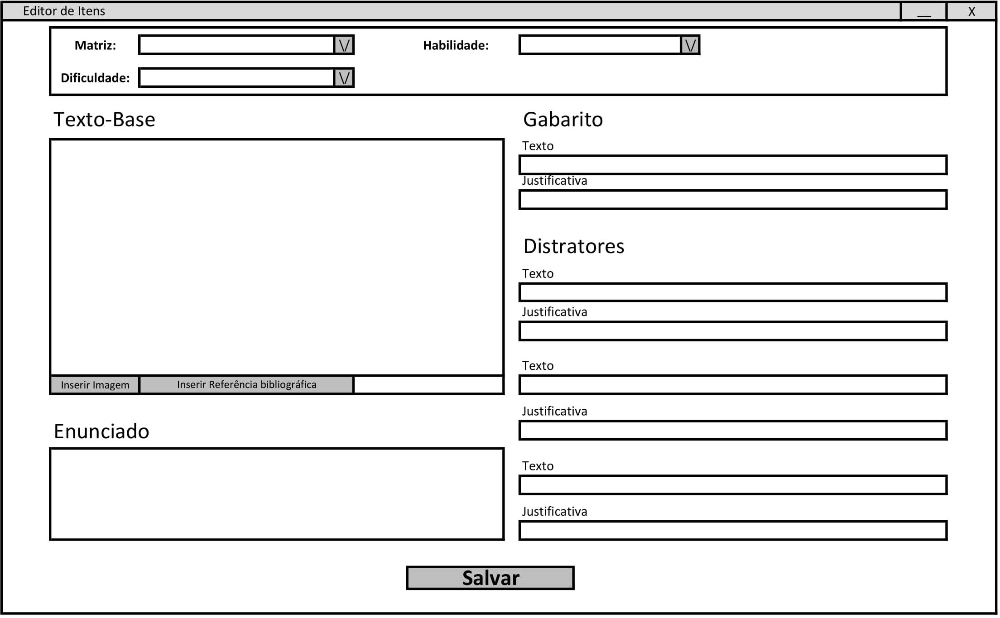 Editor de Itens
__
X
Matriz:
\/
Habilidade:
\/
Dificuldade:
\/
Texto-Base
Inserir Imagem
Inserir Referência bibliográfica
Enunciado
Gabarito
Texto
Justificativa
Distratores
Texto
Justificativa
Texto
Justificativa
Texto
Justificativa
Salvar